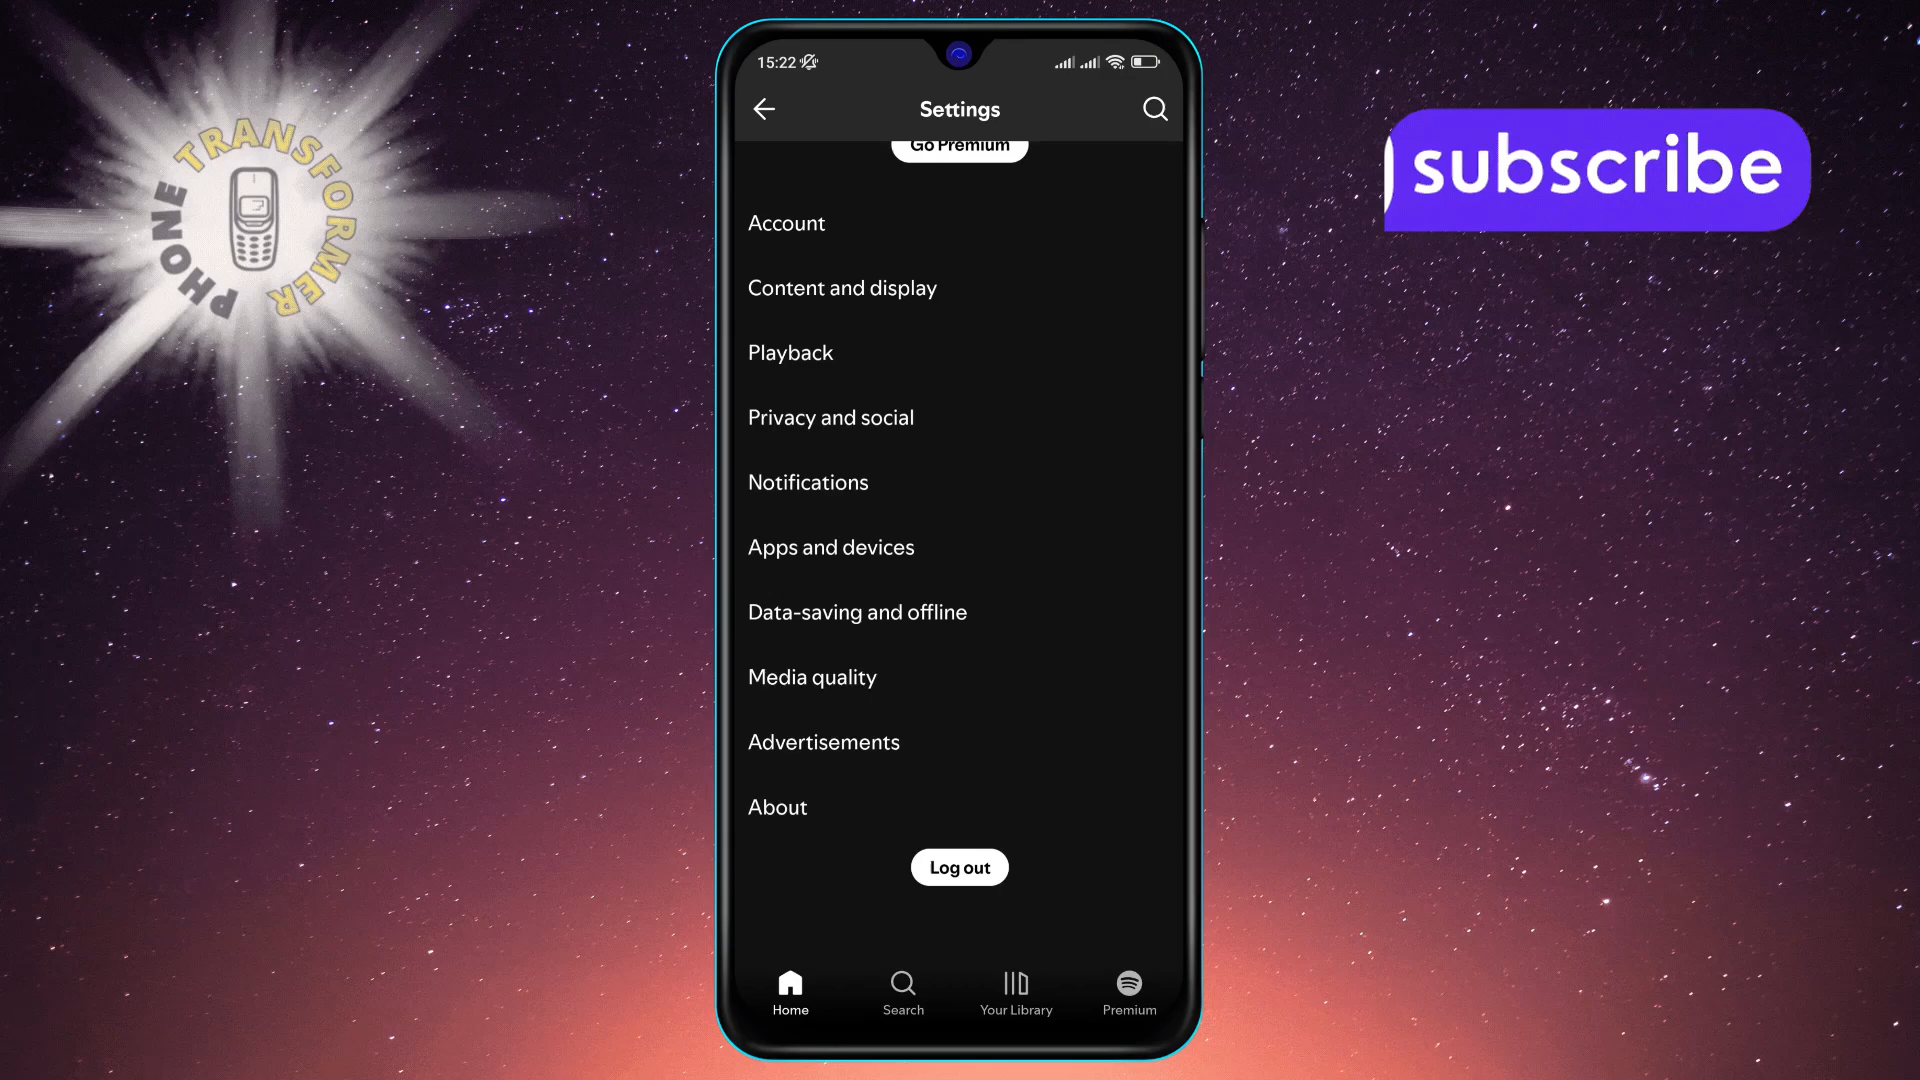 PHONE TRANSFORMER
subscribe
15:22
Settings
Go Premium
Account
Content and display
Playback
Privacy and social
Notifications
Apps and devices
Data-saving and offline
Media quality
Advertisements
About
Log out
Home
Search
Your Library
Premium